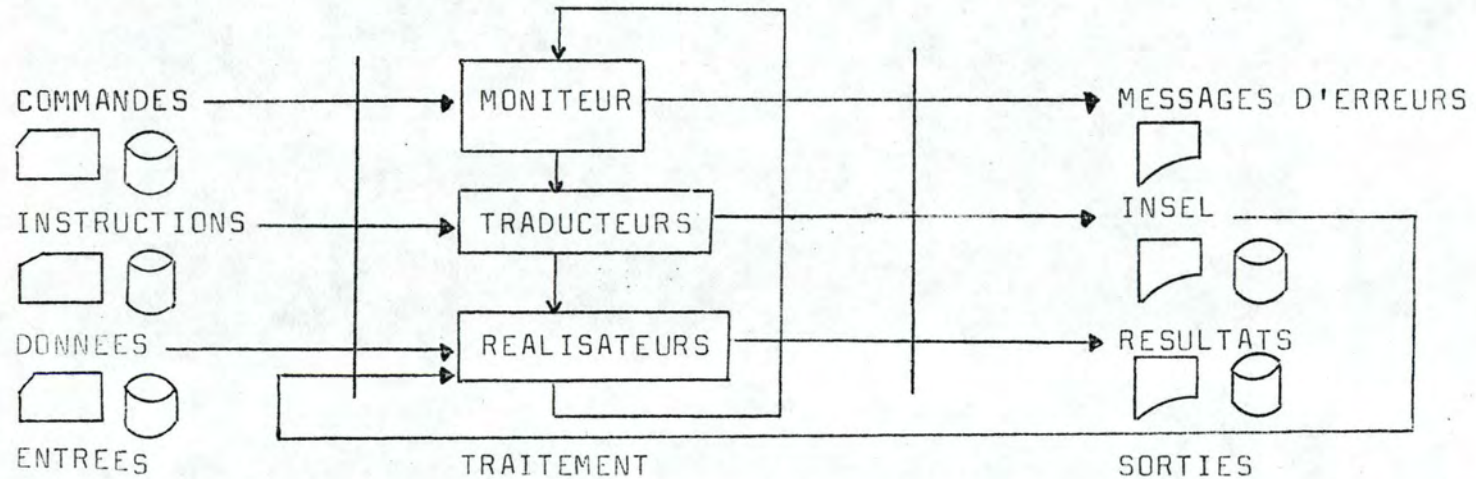 COMMANDES
MONITEUR
MESSAGES D'ERREURS
INSTRUCTIONS
TRADUCTEURS
INSEL
DONNEES
REALISATEURS
RESULTATS
ENTREES
TRAITEMENT
SORTIES